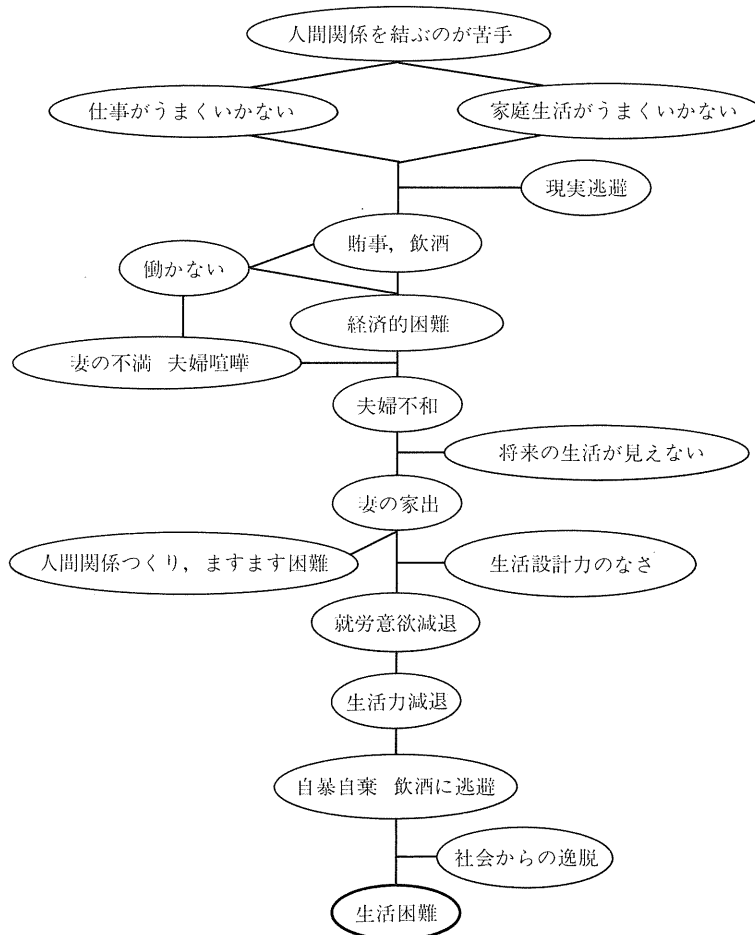 人間関係を結ぶのが苦手
仕事がうまくいかない
家庭生活がうまくいかない
現実逃避
賭事，飲酒
働かない
経済的困難
妻の不満 夫婦喧嘩
夫婦不和
将来の生活が見えない
妻の家出
人間関係つくり，ますます困難
生活設計力のなさ
就労意欲減退
生活力減退
自暴自棄 飲酒に逃避
社会からの逸脱
生活困難